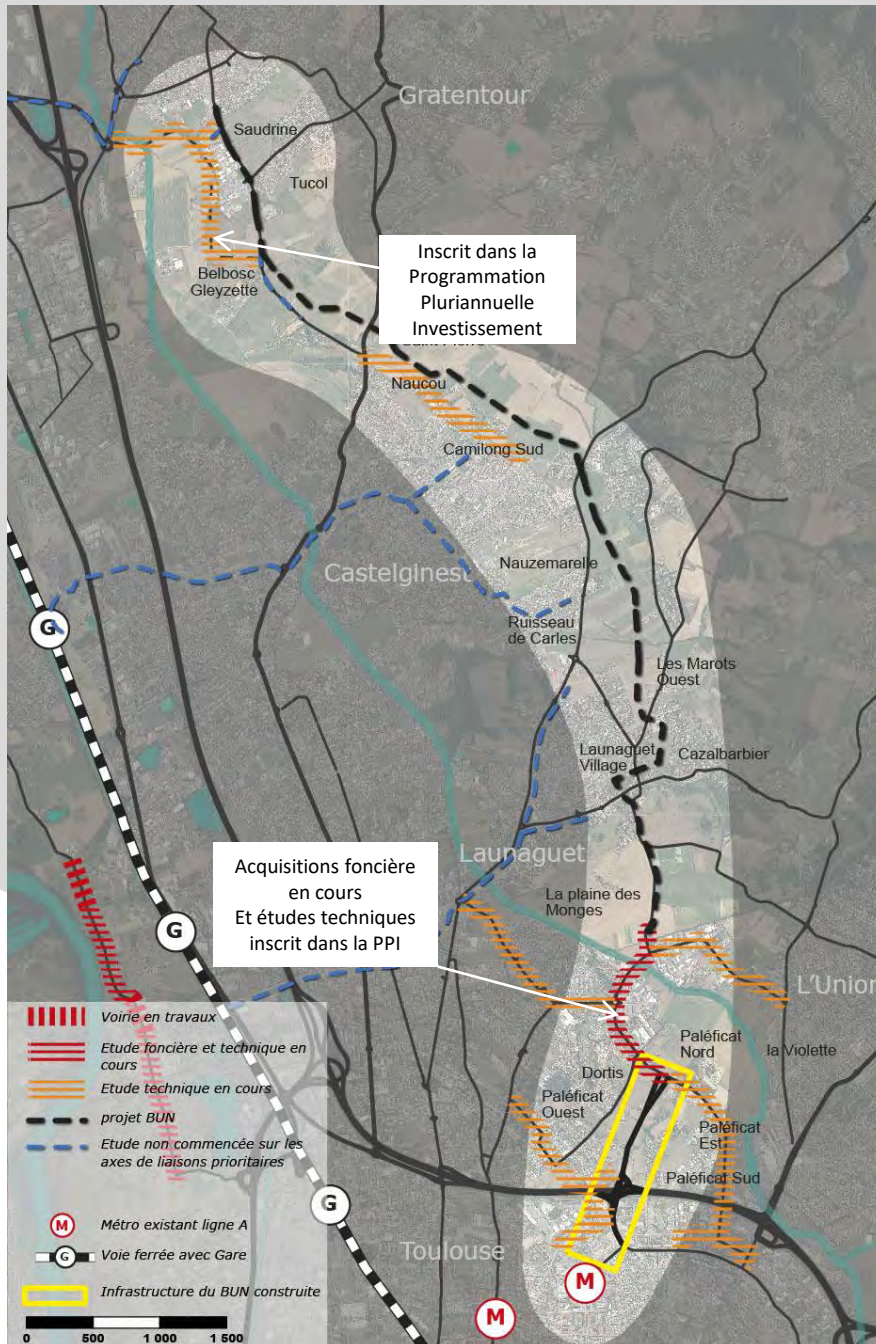 Gratentour
Saudrine
Tucol
Inscrit dans la
Programmation
Pluriannuelle
Investissement
Belbosc
Gleyzette
Naucou
Camilong Sud
Nauzemarelle
Castelginest
Ruisseau
de Carles
Les Marots
Ouest
Launaguet
Village
Cazalbarbier
Launaguet
Acquisitions foncière
en cours
Et études techniques
inscrit dans la PPI
La plaine des
Monges
L'Union
Paléficat
Nord
la Violette
Dortis
Paléficat
Ouest
Paléficat
Est
Paléficat Sud
Toulouse
G
G
G
M
M
Voirie en travaux
Etude foncière et technique en
cours
Etude technique en cours
projet BUN
Etude non commencée sur les
axes de liaisons prioritaires
M
Métro existant ligne A
G
Voie ferrée avec Gare
Infrastructure du BUN construite
0 500 1 000 1 500